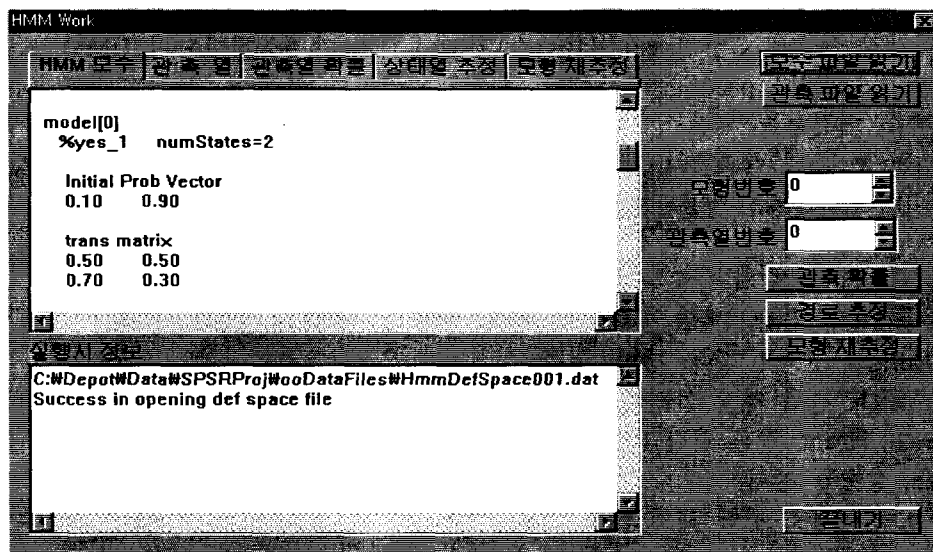 HMM Work
HMM 모수 관측 열 관측열 확률 상태열 추정 모형 재추정
모수 파일 읽기
관측 파일 읽기
model[0]
%yes_1 numStates=2
Initial Prob Vector
0.10 0.90
trans matrix
0.50 0.50
0.70 0.30
모형번호 0
관측열번호 0
관측 확률
경로 추정
모형 재추정
실행시 정보
C:₩Depot₩Data₩SPSRProj₩ooDataFiles₩HmmDefSpace001.dat
Success in opening def space file
끝내기